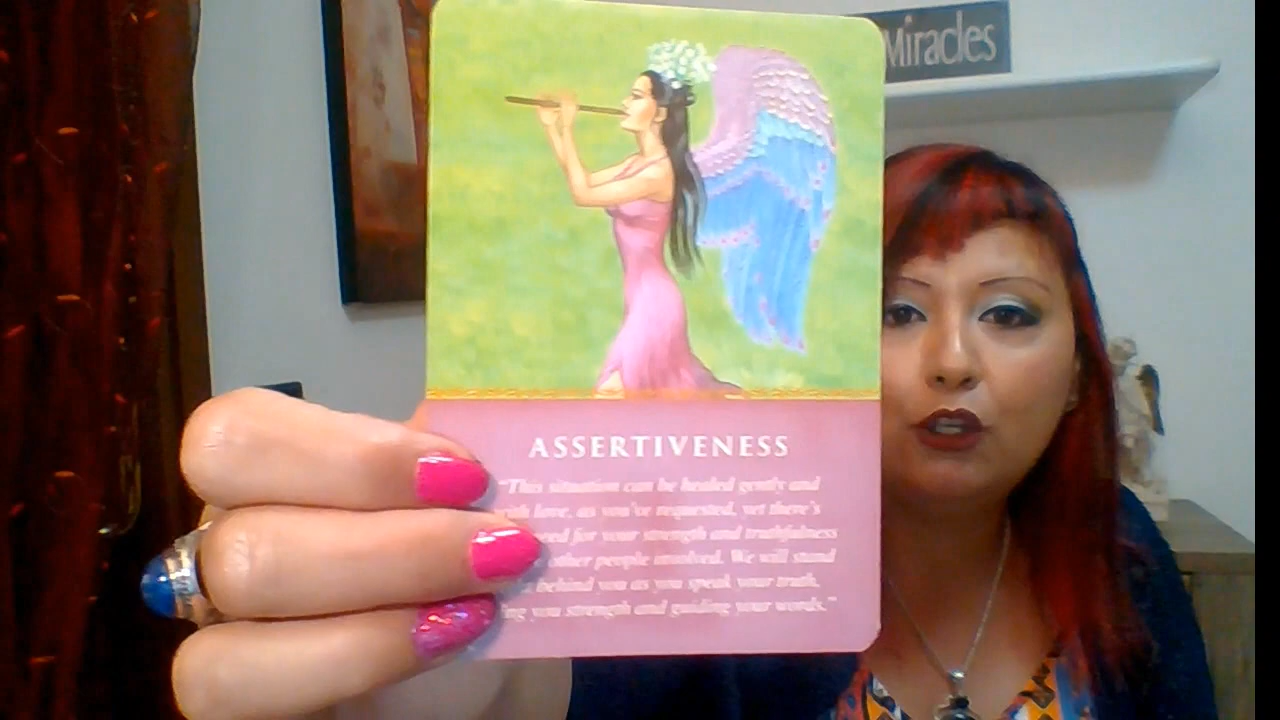 Miracles
ASSERTIVENESS
"This situation can be healed gently and
with love, as you've requested, yet there's
need for your strength and truthfulness
other people involved. We will stand
behind you as you speak your truth,
you strength and guiding your words."